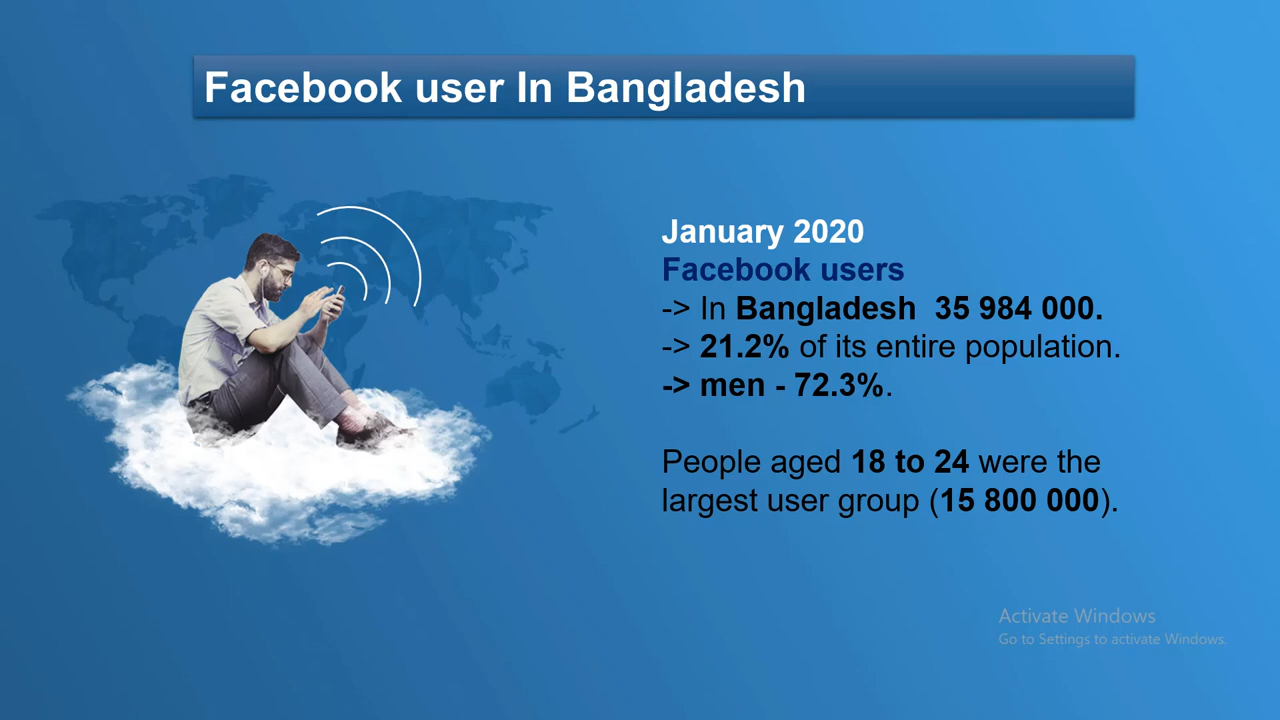 Facebook user In Bangladesh
January 2020
Facebook users
-> In Bangladesh  35 984 000.
-> 21.2% of its entire population.
-> men - 72.3%.
People aged 18 to 24 were the
largest user group (15 800 000).
Activate Windows
Go to Settings to activate Windows.